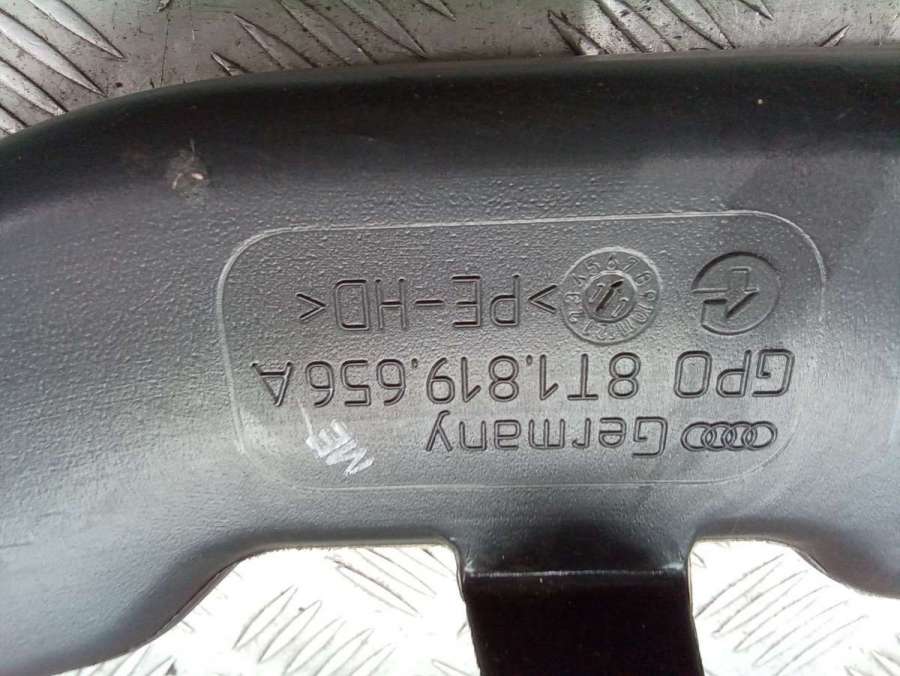 Germany
GPO 8T1.819.656A
>PE-HD<